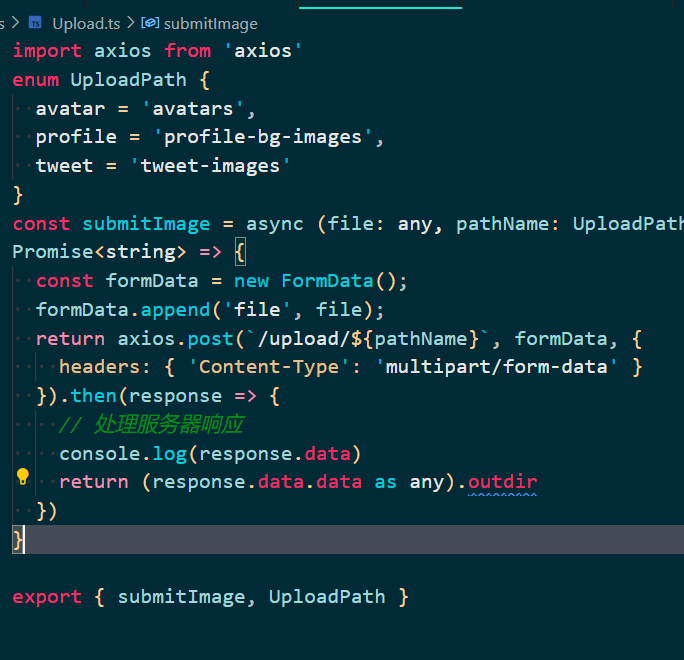 s > TS Upload.ts > submitImage
import axios from 'axios'
enum UploadPath {
  avatar = 'avatars',
  profile = 'profile-bg-images',
  tweet = 'tweet-images'
}
const submitImage = async (file: any, pathName: UploadPath
Promise<string> => {
  const formData = new FormData();
  formData.append('file', file);
  return axios.post(`/upload/${pathName}`, formData, {
    headers: { 'Content-Type': 'multipart/form-data' }
  }).then(response => {
    // 处理服务器响应
    console.log(response.data)
    return (response.data.data as any).outdir
  })
}
export { submitImage, UploadPath }